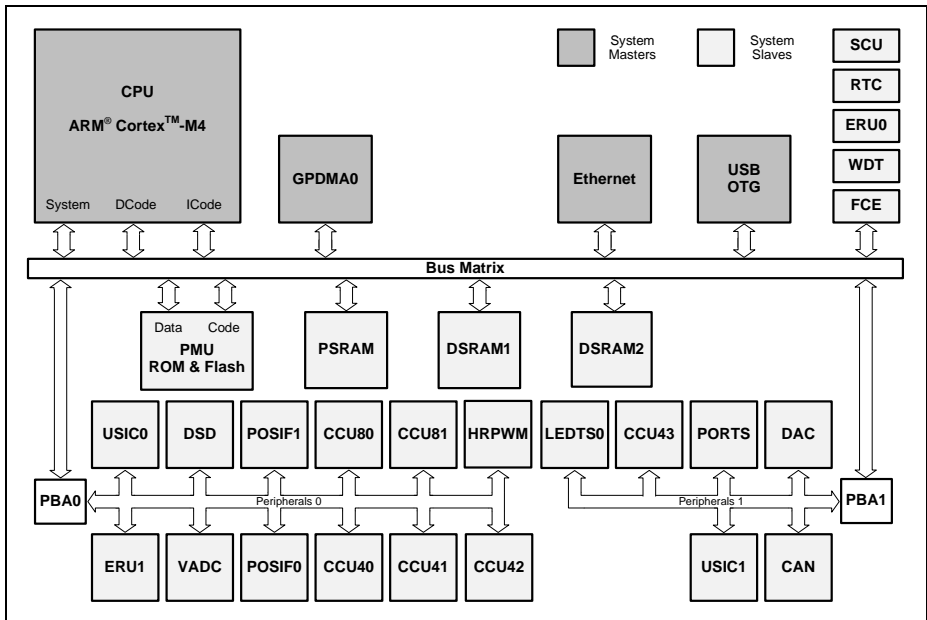 CPU
ARM® Cortex™-M4
System DCode ICode
GPDMA0
System
Masters
System
Slaves
Ethernet
USB
OTG
SCU
RTC
ERU0
WDT
FCE
Bus Matrix
Data Code
PMU
ROM & Flash
PSRAM
DSRAM1
DSRAM2
USIC0
DSD
POSIF1
CCU80
CCU81
HRPWM
LEDTS0
CCU43
PORTS
DAC
PBA0
Peripherals 0
Peripherals 1
PBA1
ERU1
VADC
POSIF0
CCU40
CCU41
CCU42
USIC1
CAN